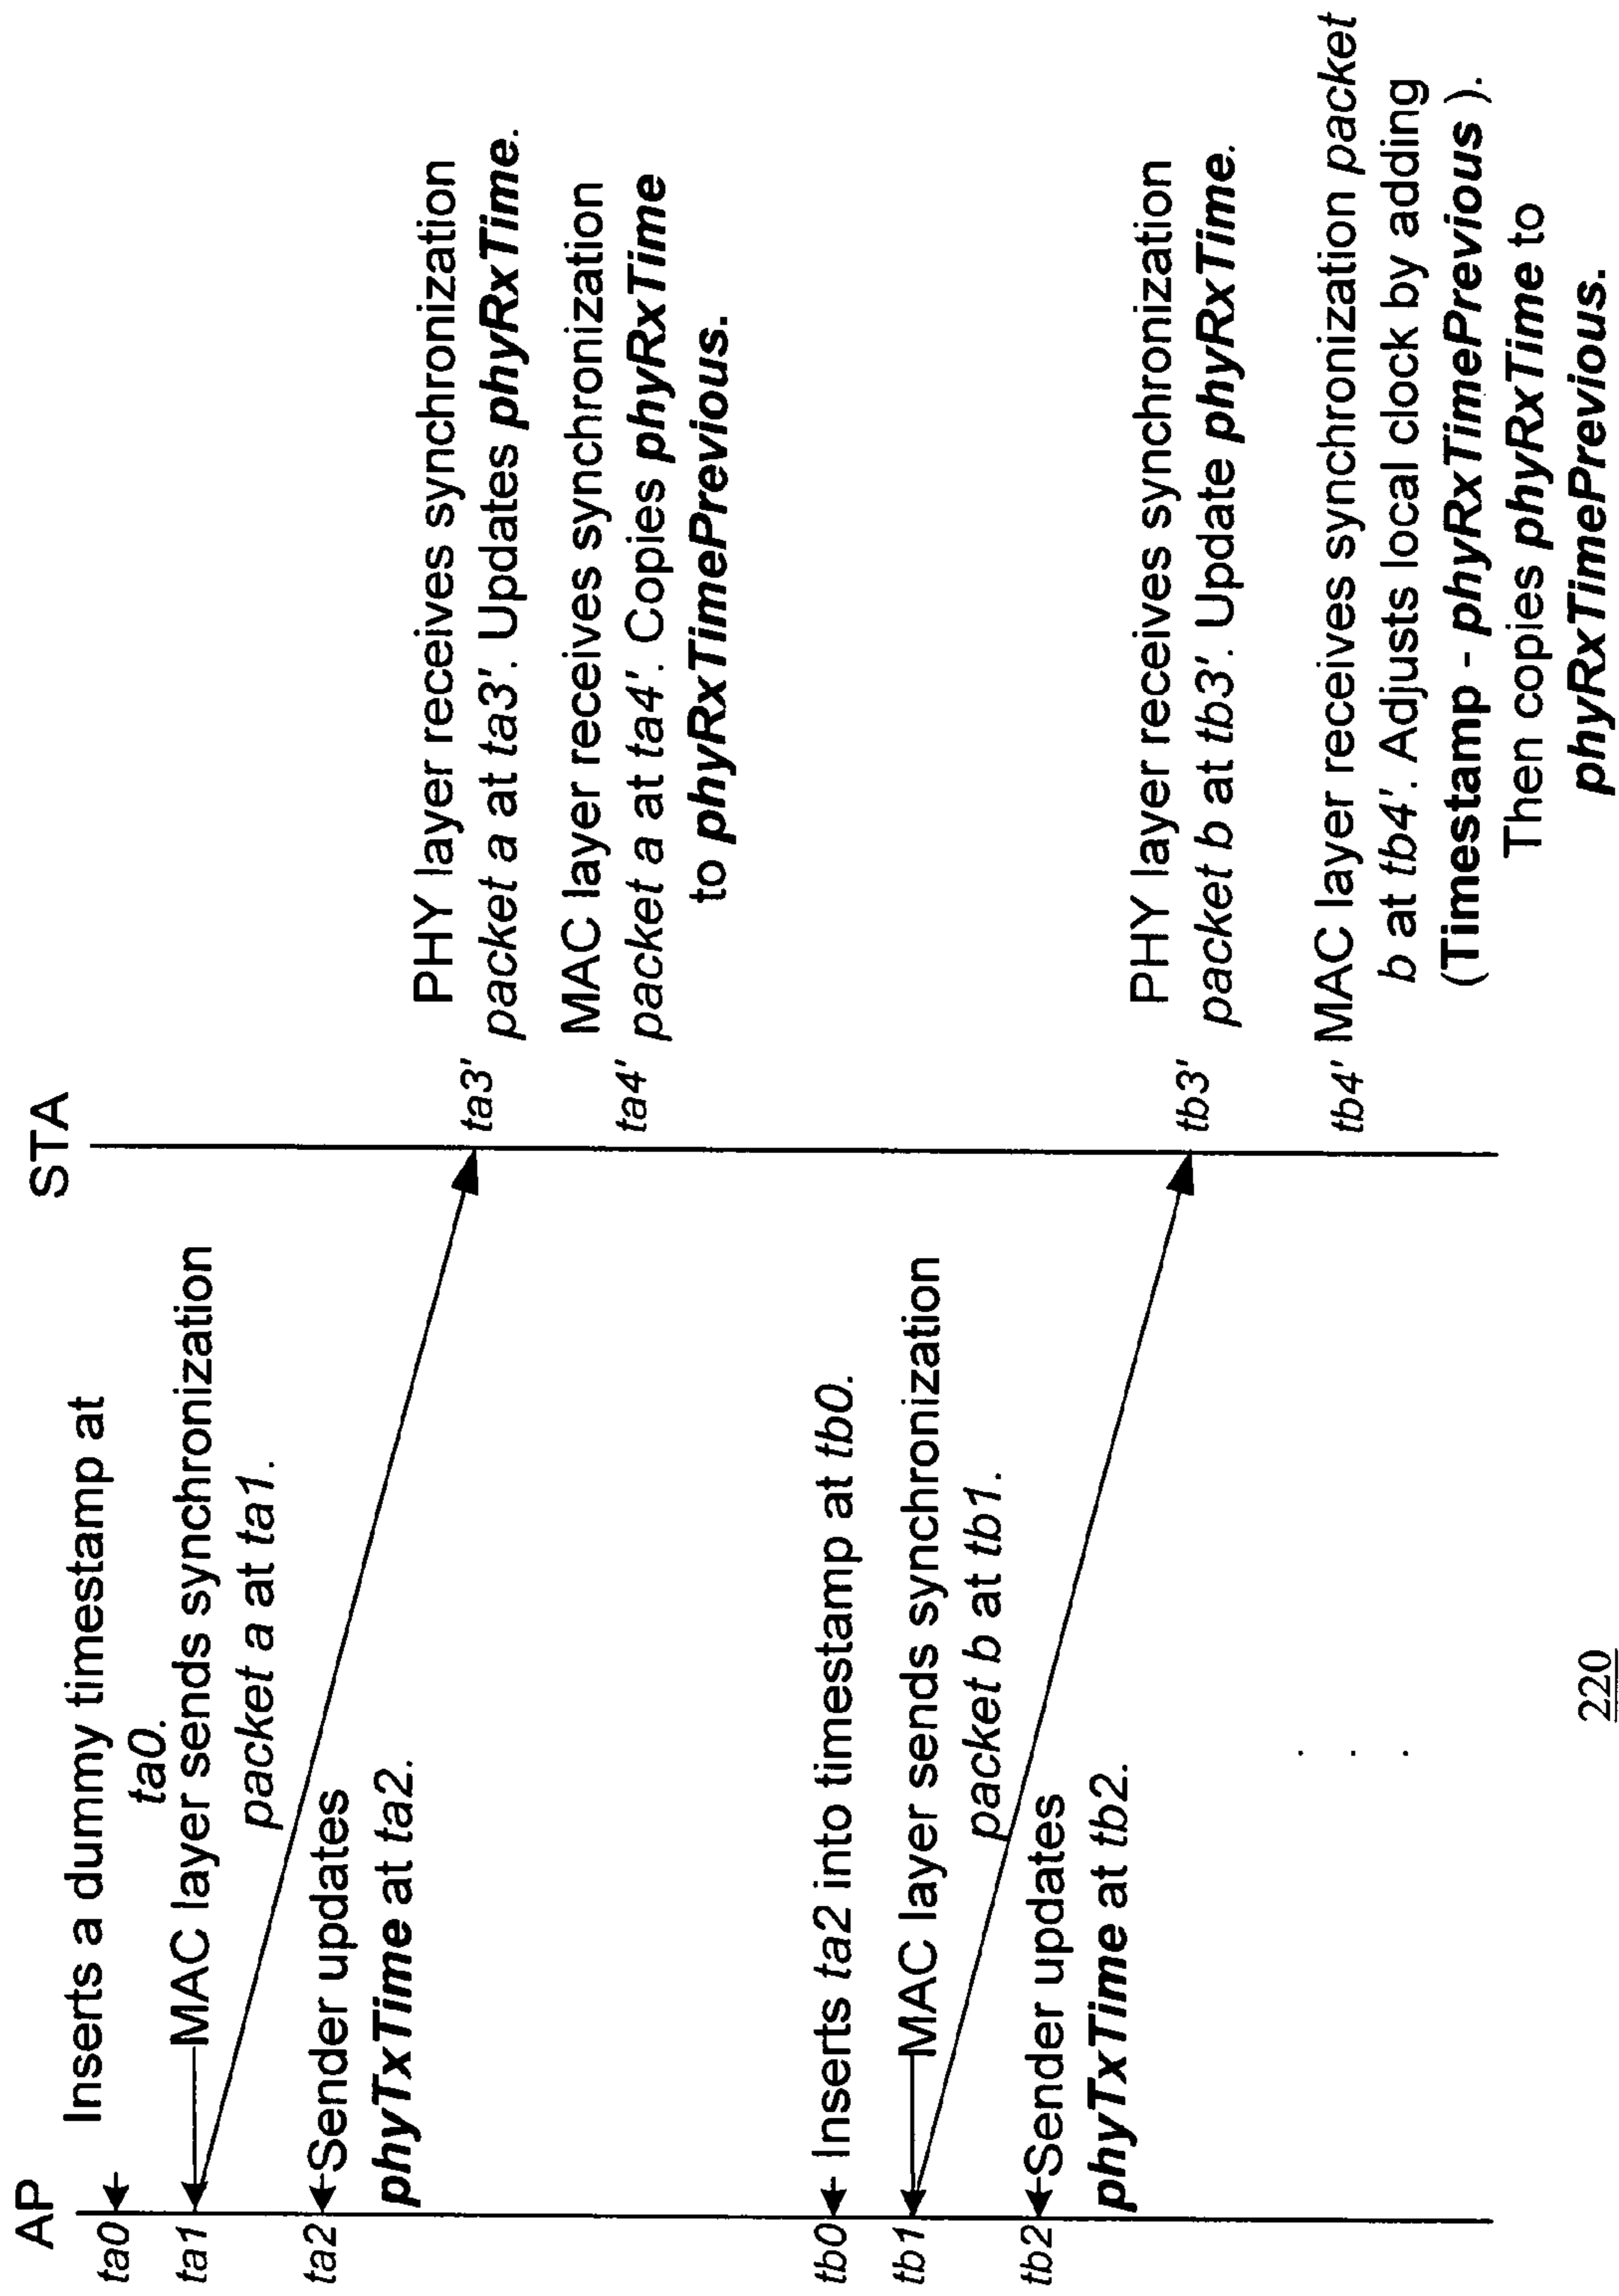 AP
STA
ta0
Inserts a dummy timestamp at
ta0.
ta1
MAC layer sends synchronization
packet a at ta1.
ta2
Sender updates
phyTxTime at ta2.
ta3'
PHY layer receives synchronization
packet a at ta3'. Updates phyRxTime.
ta4'
MAC layer receives synchronization
packet a at ta4'. Copies phyRxTime
to phyRxTimePrevious.
tb0
Inserts ta2 into timestamp at tb0.
tb1
MAC layer sends synchronization
packet b at tb1.
tb2
Sender updates
phyTxTime at tb2.
tb3'
PHY layer receives synchronization
packet b at tb3'. Update phyRxTime.
tb4'
MAC layer receives synchronization packet
b at tb4'. Adjusts local clock by adding
(Timestamp - phyRxTimePrevious ).
Then copies phyRxTime to
phyRxTimePrevious.
.
.
.
220